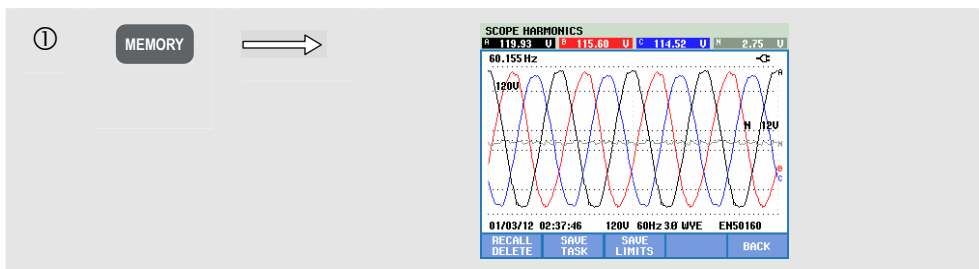 ①
MEMORY
SCOPE HARMONICS
A 119.93 V B 115.60 V C 114.52 V N 2.75 V
60.155 Hz
A
120V
N 12V
N
B
C
01/03/12 02:37:46 120V 60Hz 3Ø WYE EN50160
RECALL DELETE SAVE TASK SAVE LIMITS BACK